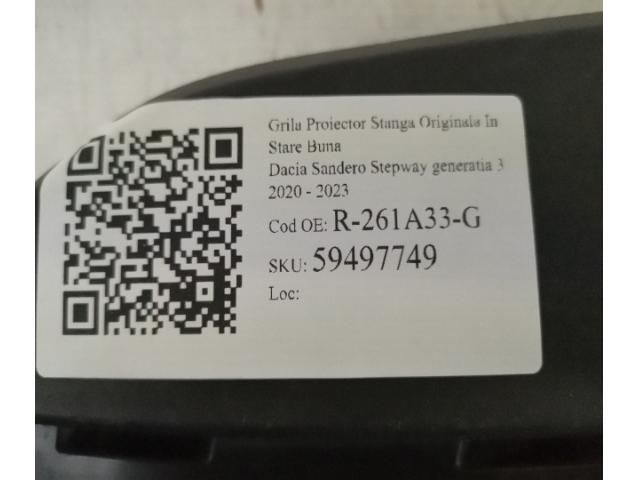 Grila Proiector Stanga Originala In
Stare Buna
Dacia Sandero Stepway generatia 3
2020 - 2023
Cod OE: R-261A33-G
SKU: 59497749
Loc: